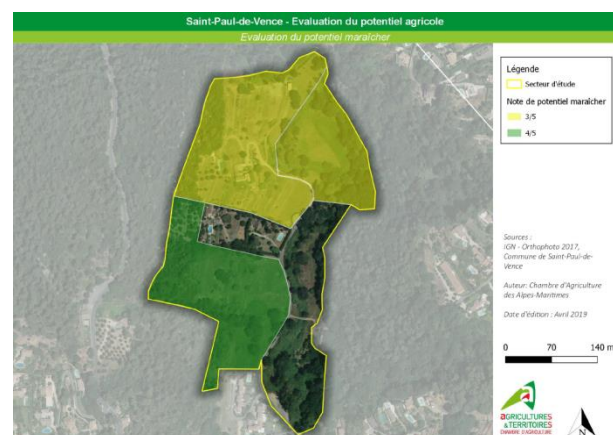 Saint-Paul-de-Vence - Evaluation du potentiel agricole
Evaluation du potentiel maraîcher
Légende
Secteur d'étude
Note de potentiel maraîcher
3/5
4/5
Sources :
IGN - Orthophoto 2017,
Commune de Saint-Paul-de-
Vence
Auteur: Chambre d'Agriculture
des Alpes-Maritimes
Date d'édition : Avril 2019
0 70 140 m
AGRICULTURES
& TERRITOIRES
CHAMBRE D'AGRICULTURE
N